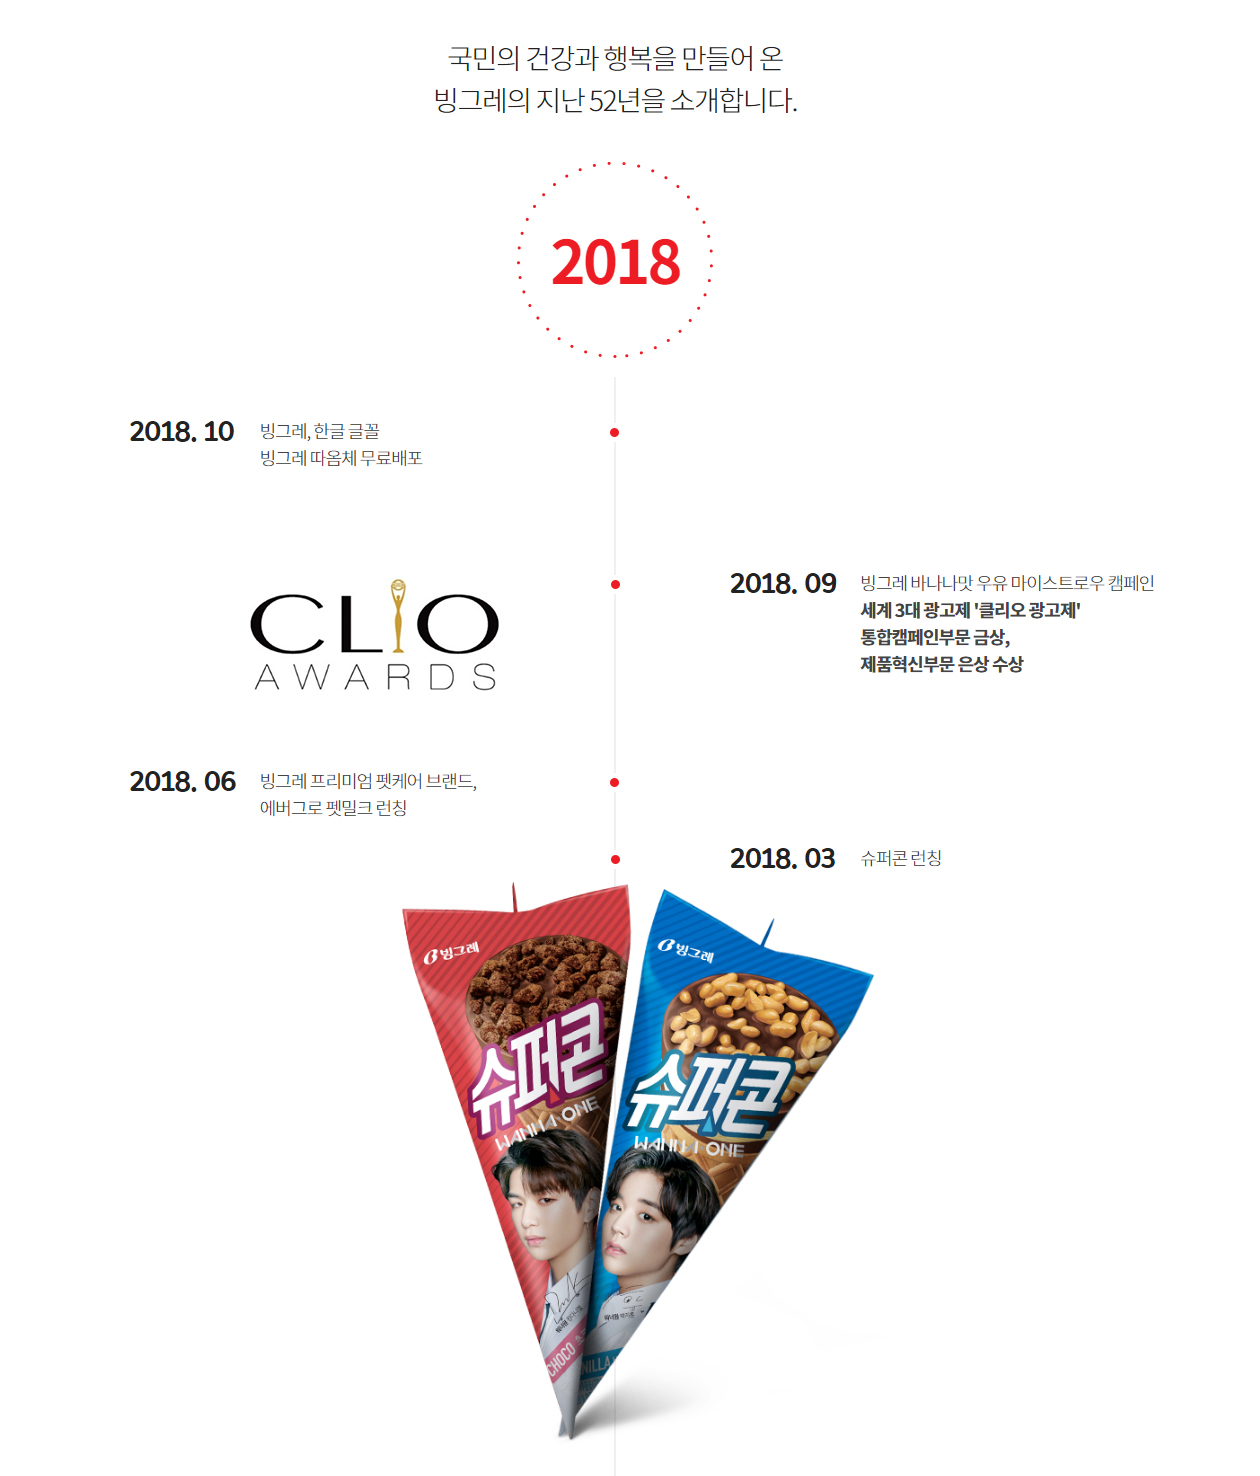 국민의 건강과 행복을 만들어 온
빙그레의 지난 52년을 소개합니다.
2018
2018. 10
빙그레, 한글 글꼴
빙그레 따옴체 무료배포
CLIO
AWARDS
2018. 09
빙그레 바나나맛 우유 마이스트로우 캠페인
세계 3대 광고제 '클리오 광고제'
통합캠페인부문 금상,
제품혁신부문 은상 수상
2018. 06
빙그레 프리미엄 펫케어 브랜드,
에버그로 펫밀크 런칭
2018. 03
슈퍼콘 런칭
빙그레
슈퍼콘
WANNA ONE
CHOCO
빙그레
슈퍼콘
WANNA ONE